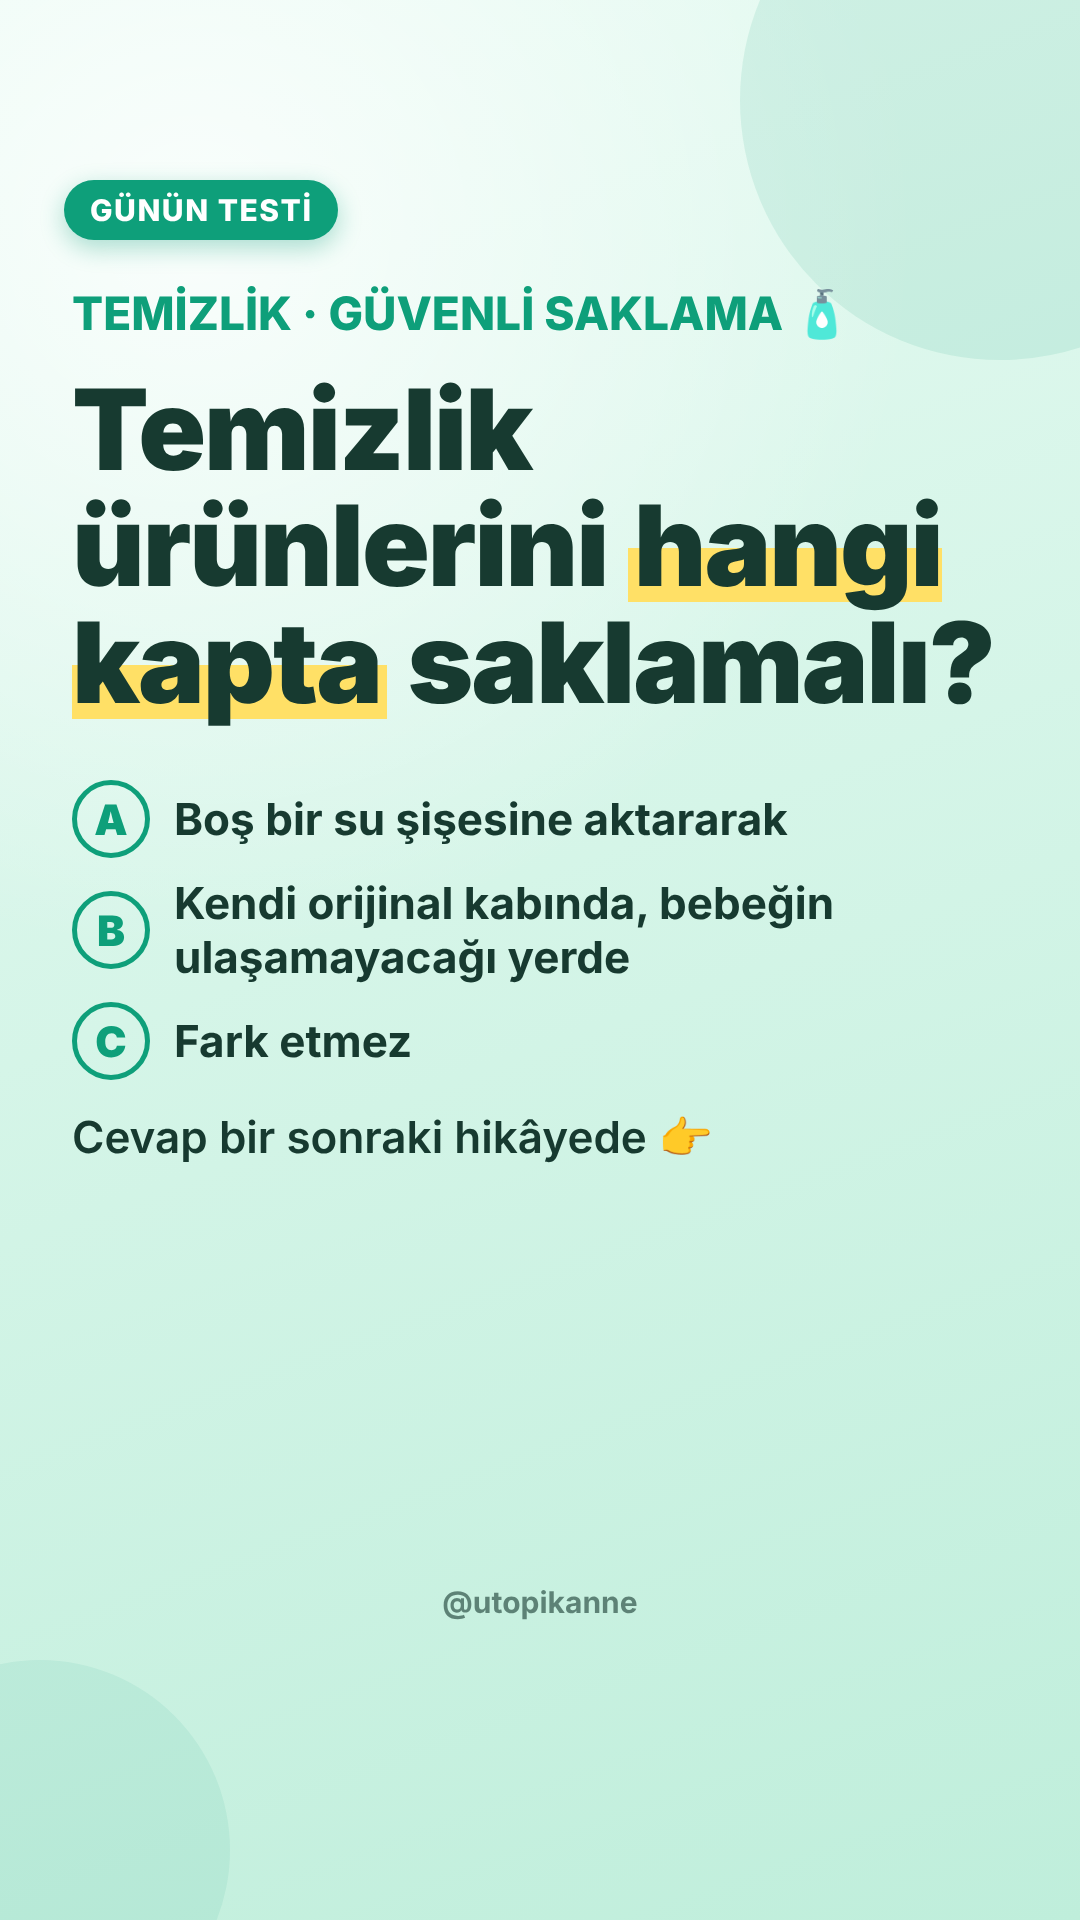 GÜNÜN TESTİ
TEMİZLİK · GÜVENLİ SAKLAMA 🧴
Temizlik
ürünlerini hangi
kapta saklamalı?
A Boş bir su şişesine aktararak
B Kendi orijinal kabında, bebeğin
ulaşamayacağı yerde
C Fark etmez
Cevap bir sonraki hikâyede 👉
@utopikanne